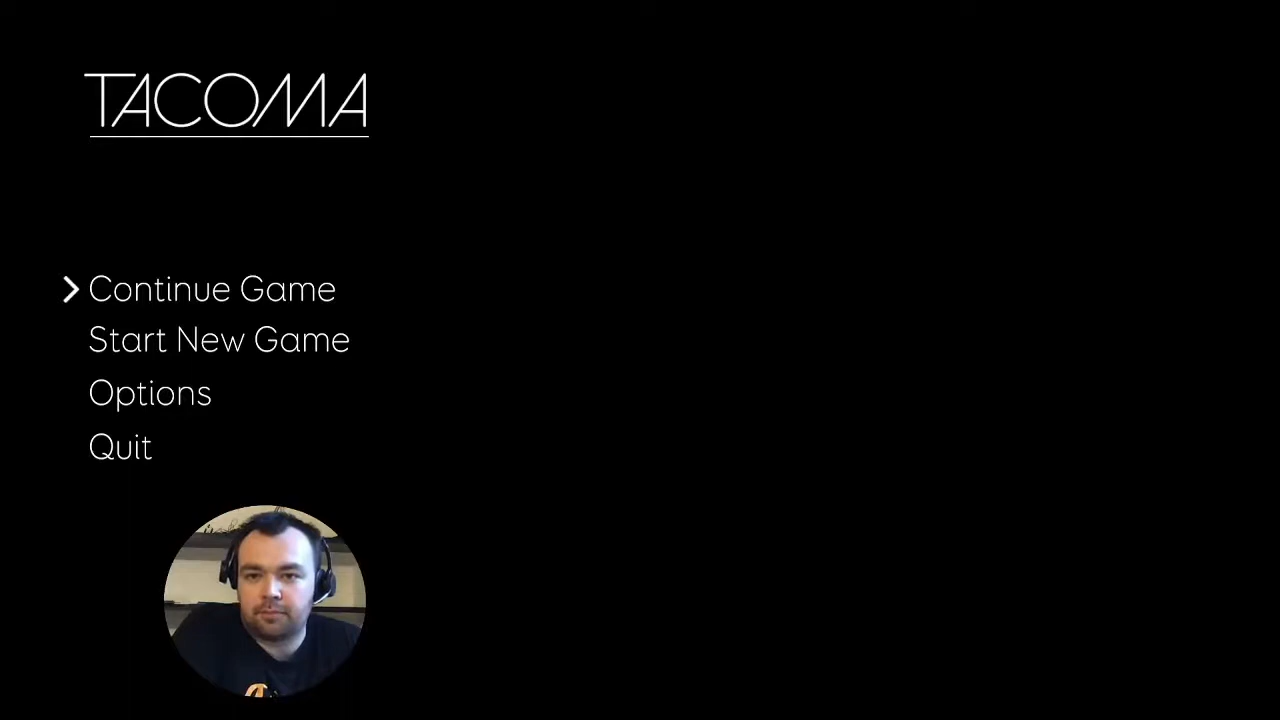 TACOMA
Continue Game
Start New Game
Options
Quit